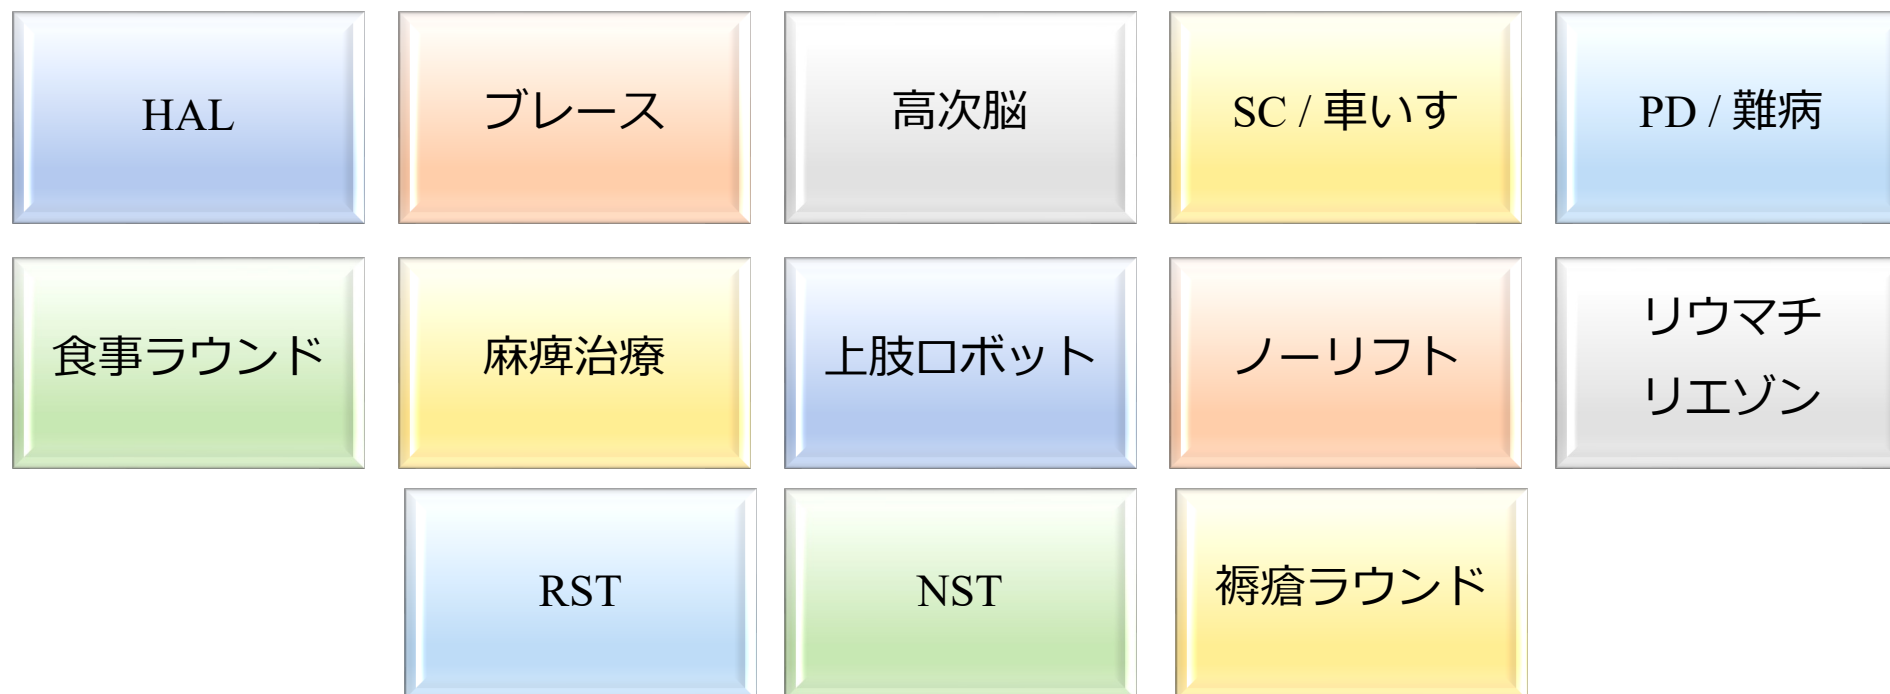 HAL
ブレース
高次脳
SC / 車いす
PD / 難病
食事ラウンド
麻痺治療
上肢ロボット
ノーリフト
リウマチ
リエゾン
RST
NST
褥瘡ラウンド